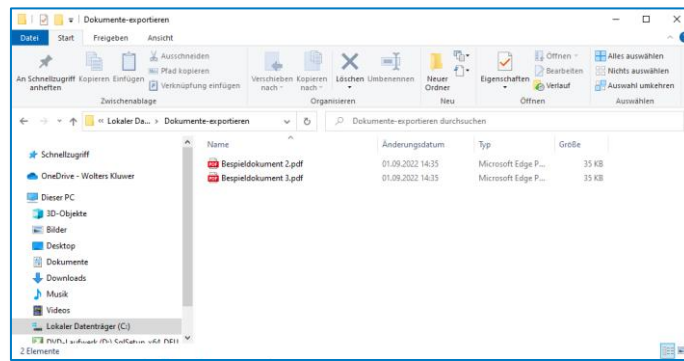 Dokumente-exportieren
Datei Start Freigeben Ansicht
An Schnellzugriff anheften
Kopieren
Einfügen
Ausschneiden
Pfad kopieren
Verknüpfung einfügen
Zwischenablage
Verschieben nach
Kopieren nach
Löschen
Umbenennen
Organisieren
Neuer Ordner
Neu
Eigenschaften
Öffnen
Bearbeiten
Verlauf
Öffnen
Alles auswählen
Nichts auswählen
Auswahl umkehren
Auswählen
« Lokaler Da... › Dokumente-exportieren
Dokumente-exportieren durchsuchen
Name Änderungsdatum Typ Größe
Bespieldokument 2.pdf 01.09.2022 14:35 Microsoft Edge P... 35 KB
Bespieldokument 3.pdf 01.09.2022 14:35 Microsoft Edge P... 35 KB
Schnellzugriff
OneDrive - Wolters Kluwer
Dieser PC
3D-Objekte
Bilder
Desktop
Dokumente
Downloads
Musik
Videos
Lokaler Datenträger (C:)
DVD-Laufwerk (D:)
2 Elemente